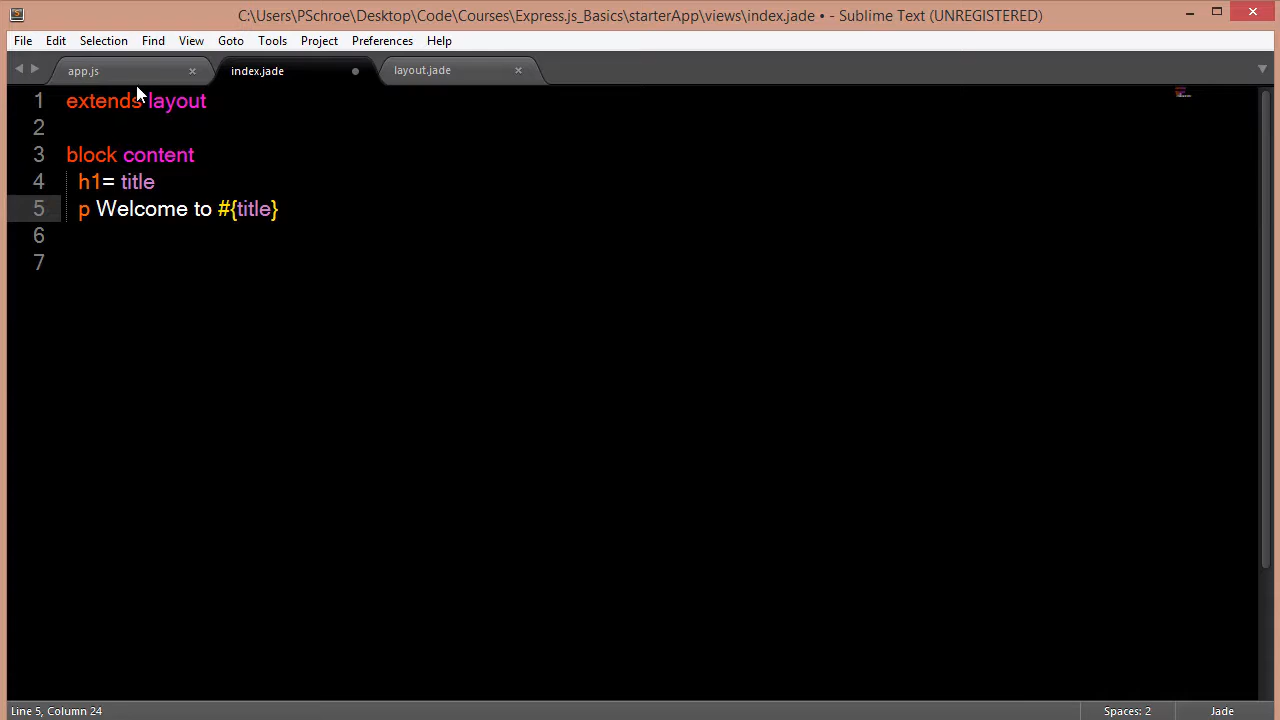 C:\Users\PSchroe\Desktop\Code\Courses\Express.js_Basics\starterApp\views\index.jade • - Sublime Text (UNREGISTERED)
File Edit Selection Find View Goto Tools Project Preferences Help
app.js index.jade layout.jade
1 extends layout
2
3 block content
4 h1= title
5 p Welcome to #{title}
6
7
Line 5, Column 24 Spaces: 2 Jade